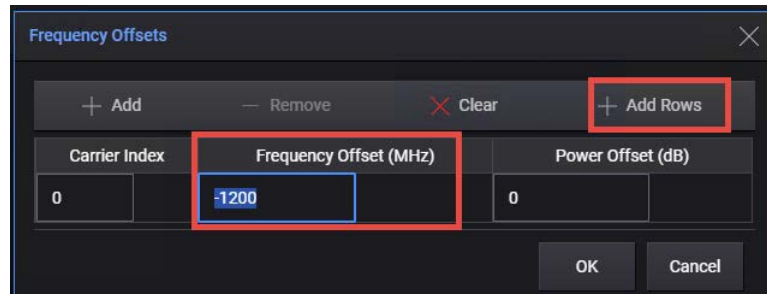 Frequency Offsets
Add Remove Clear Add Rows
Carrier Index Frequency Offset (MHz) Power Offset (dB)
0 -1200 0
OK Cancel